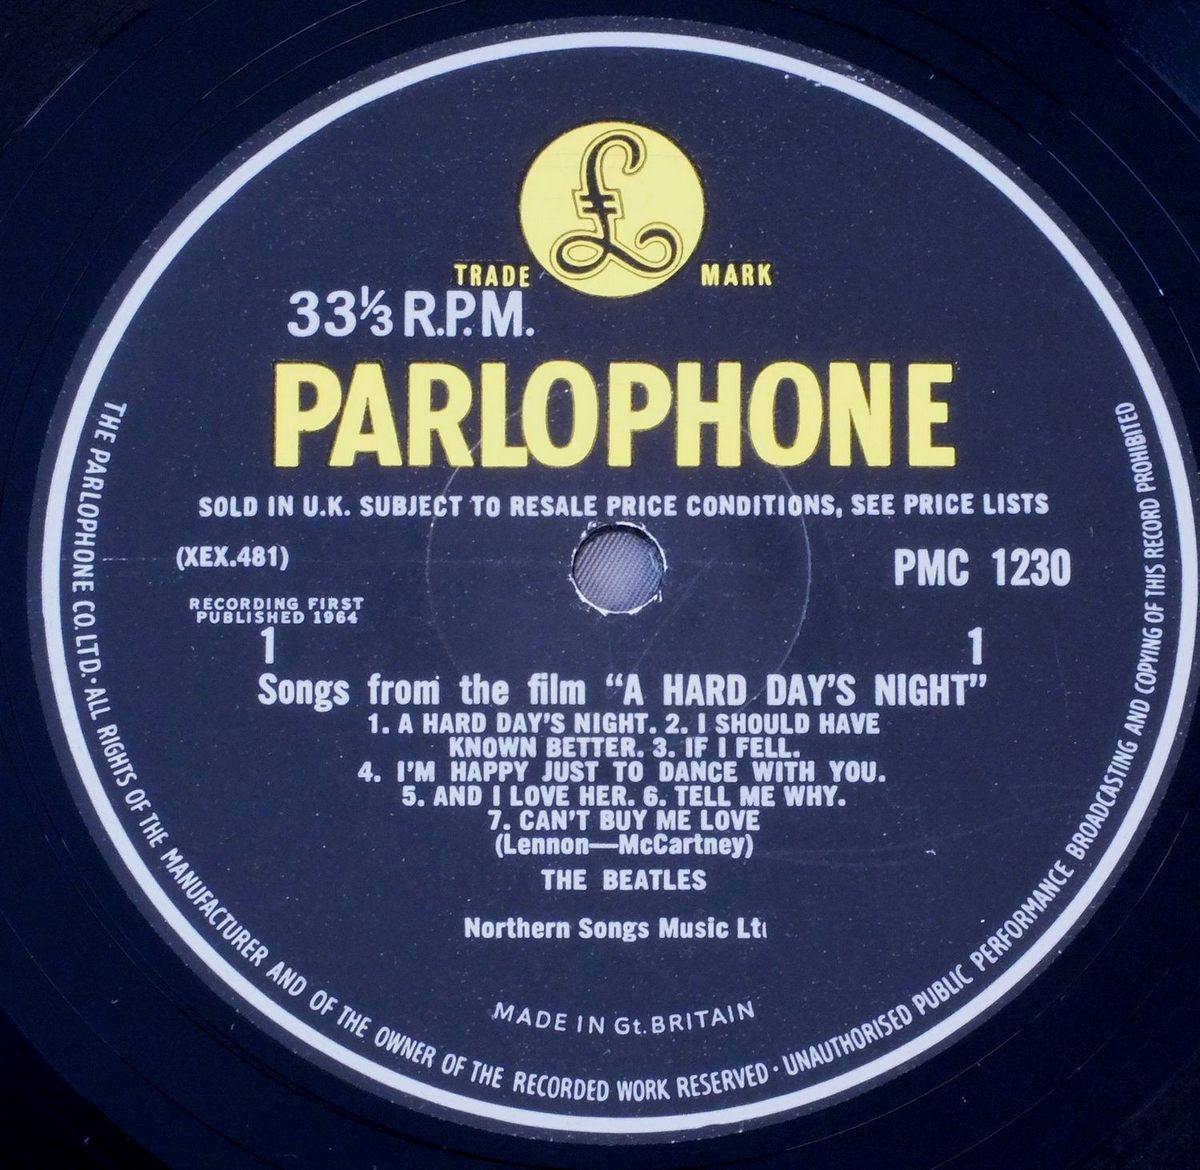 £
TRADE MARK
33⅓ R.P.M.
PARLOPHONE
SOLD IN U.K. SUBJECT TO RESALE PRICE CONDITIONS, SEE PRICE LISTS
(XEX.481)
PMC 1230
RECORDING FIRST
PUBLISHED 1964
1 1
Songs from the film “A HARD DAY’S NIGHT”
1. A HARD DAY’S NIGHT. 2. I SHOULD HAVE
KNOWN BETTER. 3. IF I FELL.
4. I’M HAPPY JUST TO DANCE WITH YOU.
5. AND I LOVE HER. 6. TELL ME WHY.
7. CAN’T BUY ME LOVE
(Lennon—McCartney)
THE BEATLES
Northern Songs Music
MADE IN Gt. BRITAIN
THE PARLOPHONE CO. LTD. · ALL RIGHTS OF THE MANUFACTURER AND OF THE OWNER OF THE RECORDED WORK RESERVED · UNAUTHORISED PUBLIC PERFORMANCE BROADCASTING AND COPYING OF THIS RECORD PROHIBITED